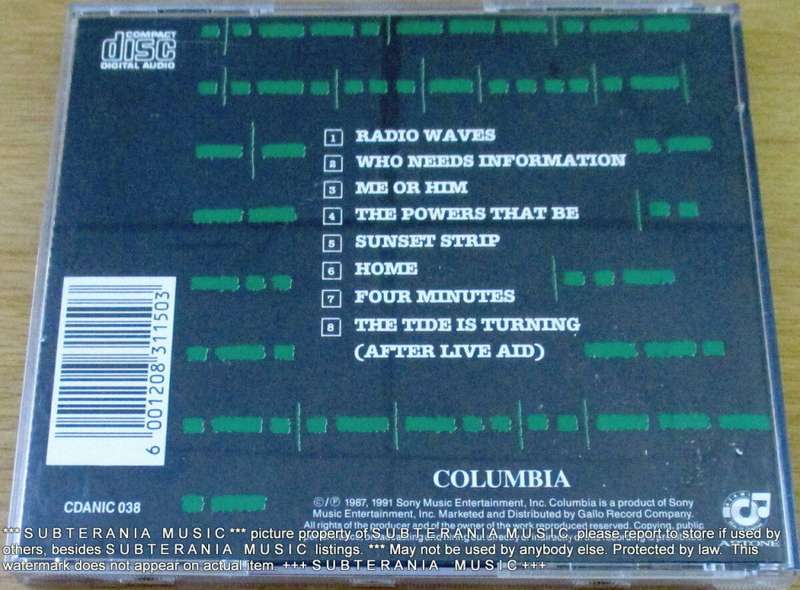 COMPACT
disc
DIGITAL AUDIO
1 RADIO WAVES
2 WHO NEEDS INFORMATION
3 ME OR HIM
4 THE POWERS THAT BE
5 SUNSET STRIP
6 HOME
7 FOUR MINUTES
8 THE TIDE IS TURNING
(AFTER LIVE AID)
6 001208 311503
CDANIC 038
COLUMBIA
©/℗ 1987, 1991 Sony Music Entertainment, Inc. Columbia is a product of Sony
Music Entertainment, Inc. Marketed and Distributed by Gallo Record Company.
All rights of the producer and of the owner of the work reproduced reserved. Copying, public
*** S U B T E R A N I A M U S I C *** picture property of S U B T E R A N I A M U S I C, please report to store if used by
others, besides S U B T E R A N I A M U S I C listings. *** May not be used by anybody else. Protected by law. "This
watermark does not appear on actual item. +++ S U B T E R A N I A M U S I C +++